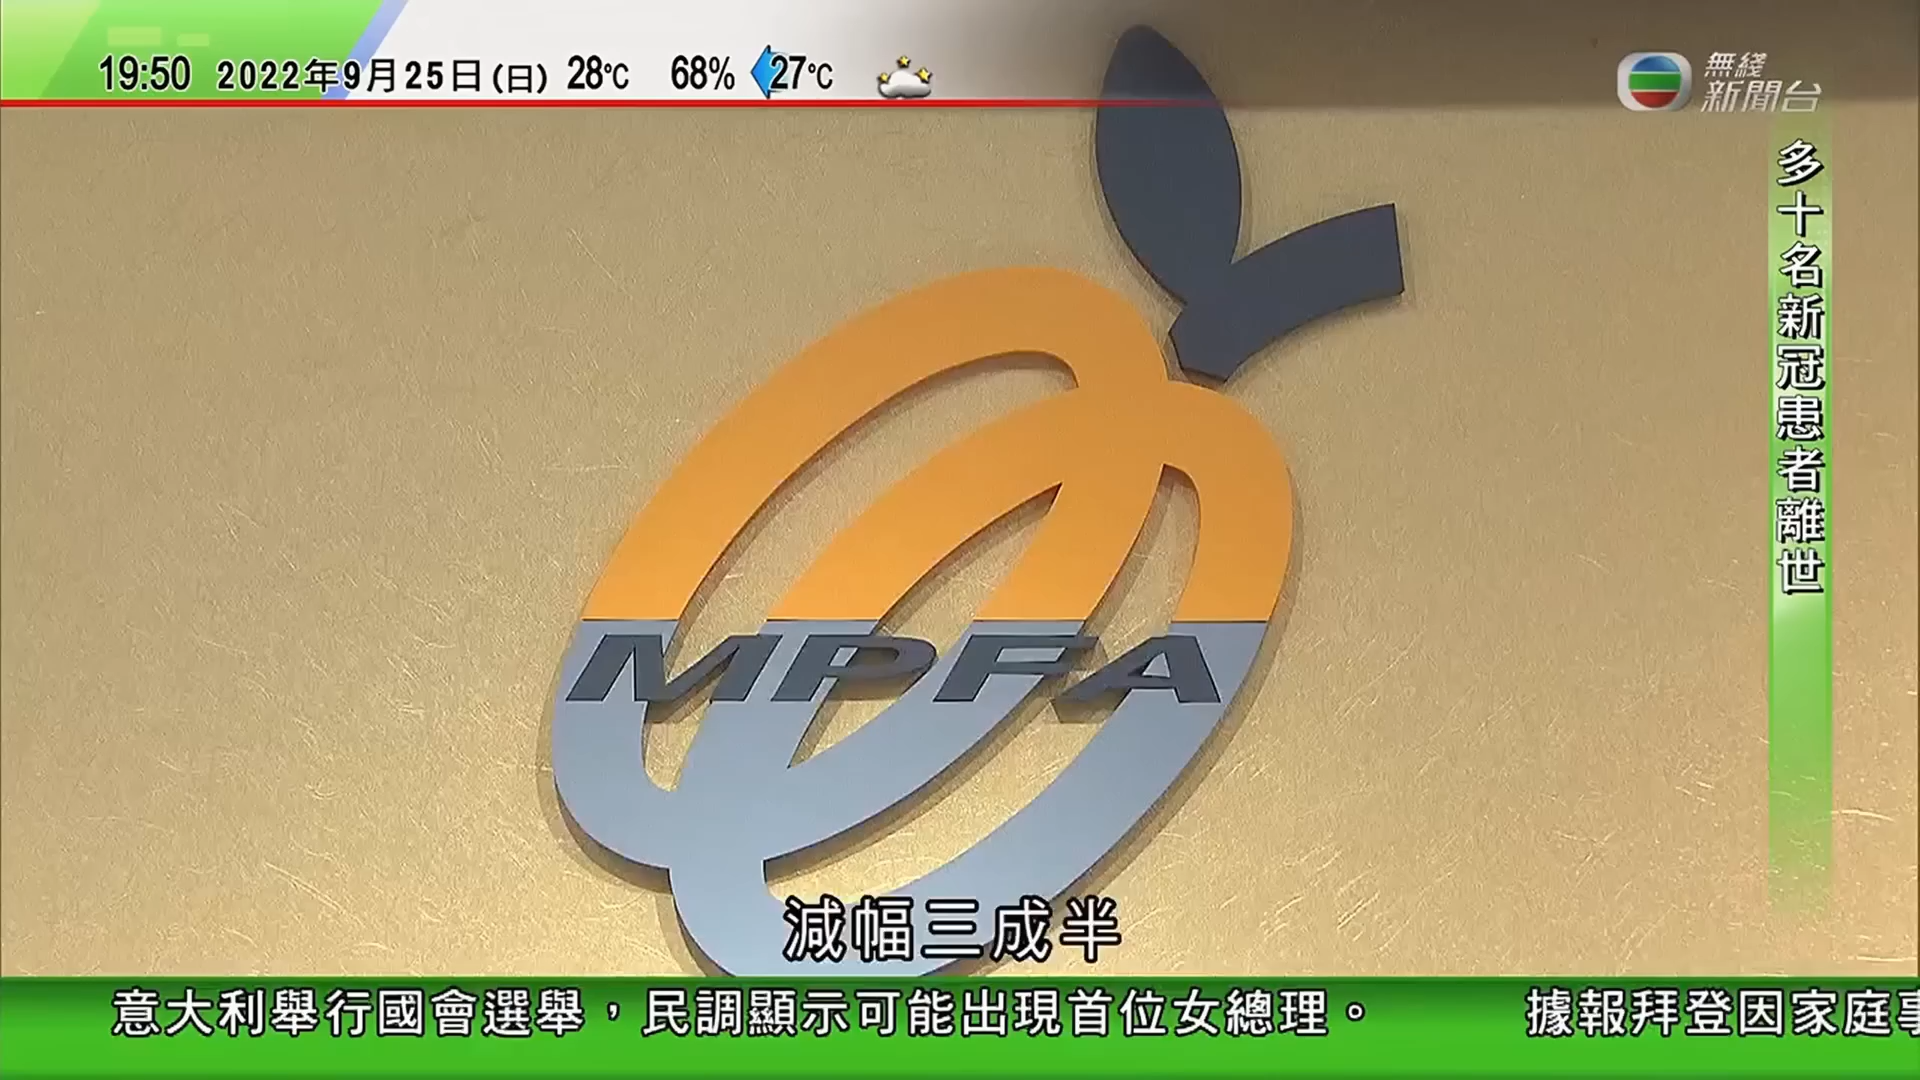 19:50 2022年9月25日(日) 28°C 68% 27°C
無綫
新聞台
多十名新冠患者離世
MPFA
減幅三成半
意大利舉行國會選舉，民調顯示可能出現首位女總理。 據報拜登因家庭